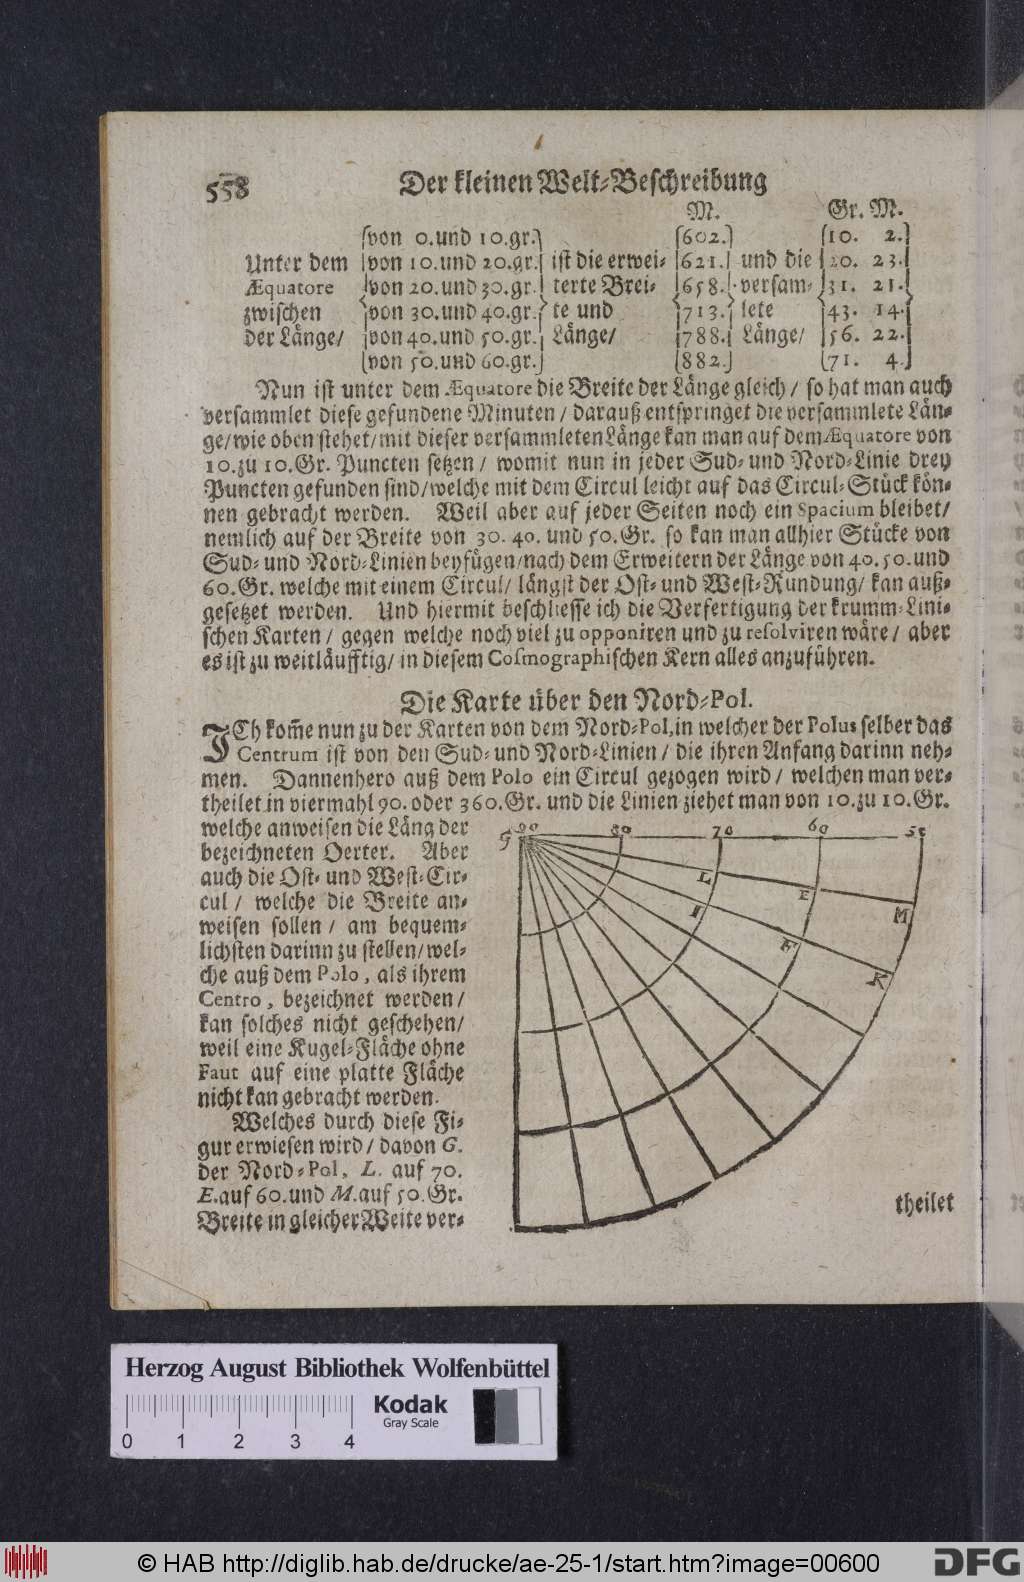 558 Der kleinen Welt-Beschreibung
M. Gr. M.
von 0. und 10. gr. 602. 10. 2.
Unter dem von 10. und 20. gr. ist die erwei- 621. und die 20. 23.
Æquatore von 20. und 30. gr. terte Brei- 658. versam- 31. 21.
zwischen von 30. und 40. gr. te und 713. lete 43. 14.
der Länge/ von 40. und 50. gr. Länge/ 788. Länge/ 56. 22.
von 50. und 60. gr. 882. 71. 4.
Nun ist unter dem Æquatore die Breite der Länge gleich / so hat man auch
versammlet diese gefundene Minuten / darauß entspringet die versammlete Län-
ge/ wie oben stehet/ mit dieser versammleten Länge kan man auf dem Æquatore von
10. zu 10. Gr. Puncten setzen / womit nun in jeder Sud- und Nord-Linie drey
Puncten gefunden sind/ welche mit dem Circul leicht auf das Circul-Stück kön-
nen gebracht werden. Weil aber auf jeder Seiten noch ein Spacium bleibet/
nemlich auf der Breite von 30. 40. und 50. Gr. so kan man allhier Stücke von
Sud- und Nord-Linien beyfügen/ nach dem Erweitern der Länge von 40. 50. und
60. Gr. welche mit einem Circul/ längst der Ost- und West-Rundung/ kan auß-
gesetzet werden. Und hiermit beschliesse ich die Verfertigung der krumm-Lini-
schen Karten / gegen welche noch viel zu opponiren und zu resolviren wäre / aber
es ist zu weitläufftig/ in diesem Cosmographischen Kern alles anzuführen.
Die Karte über den Nord-Pol.
ICh kom̃e nun zu der Karten von dem Nord-Pol, in welcher der Polus selber das
Centrum ist von den Sud- und Nord-Linien / die ihren Anfang darinn neh-
men. Dannenhero auß dem Polo ein Circul gezogen wird / welchen man ver-
theilet in viermahl 90. oder 360. Gr. und die Linien ziehet man von 10. zu 10. Gr.
welche anweisen die Läng der
bezeichneten Oerter. Aber
auch die Ost- und West-Cir-
cul / welche die Breite an-
weisen sollen / am bequem-
lichsten darinn zu stellen/ wel-
che auß dem Polo, als ihrem
Centro, bezeichnet werden /
kan solches nicht geschehen/
weil eine Kugel-Fläche ohne
Faut auf eine platte Fläche
nicht kan gebracht werden.
Welches durch diese Fi-
gur erwiesen wird / davon G.
der Nord-Pol, L. auf 70.
E. auf 60. und M. auf 50. Gr.
Breite in gleicher Weite ver-
G 90 80 70 60 50
L E M
I F K
theilet
Herzog August Bibliothek Wolfenbüttel
Kodak
Gray Scale
0 1 2 3 4
© HAB http://diglib.hab.de/drucke/ae-25-1/start.htm?image=00600
DFG